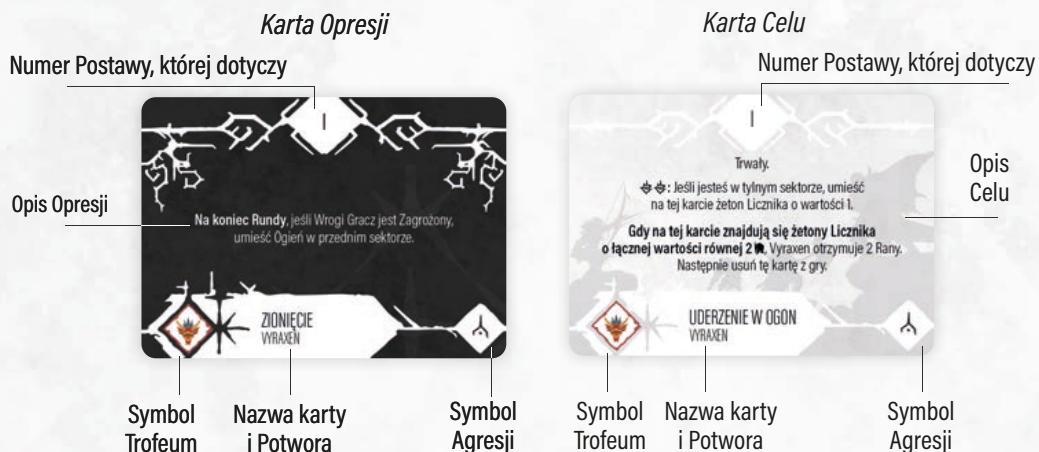 Karta Opresji
Numer Postawy, której dotyczy
I
Opis Opresji
Na koniec Rundy, jeśli Wrogi Gracz jest Zagrożony,
umieść Ogień w przednim sektorze.
ZIONIĘCIE
VYRAXEN
Symbol
Trofeum
Nazwa karty
i Potwora
Symbol
Agresji
Karta Celu
Numer Postawy, której dotyczy
I
Opis
Celu
Trwały.
: Jeśli jesteś w tylnym sektorze, umieść
na tej karcie żeton Licznika o wartości 1.
Gdy na tej karcie znajdują się żetony Licznika
o łącznej wartości równej 2, Vyraxen otrzymuje 2 Rany.
Następnie usuń tę kartę z gry.
UDERZENIE W OGON
VYRAXEN
Symbol
Trofeum
Nazwa karty
i Potwora
Symbol
Agresji